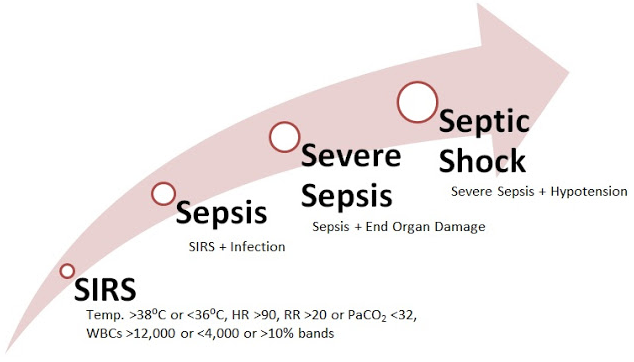 Septic
Shock
Severe Sepsis + Hypotension
Severe
Sepsis
Sepsis + End Organ Damage
Sepsis
SIRS + Infection
SIRS
Temp. >38⁰C or <36⁰C, HR >90, RR >20 or PaCO₂ <32,
WBCs >12,000 or <4,000 or >10% bands